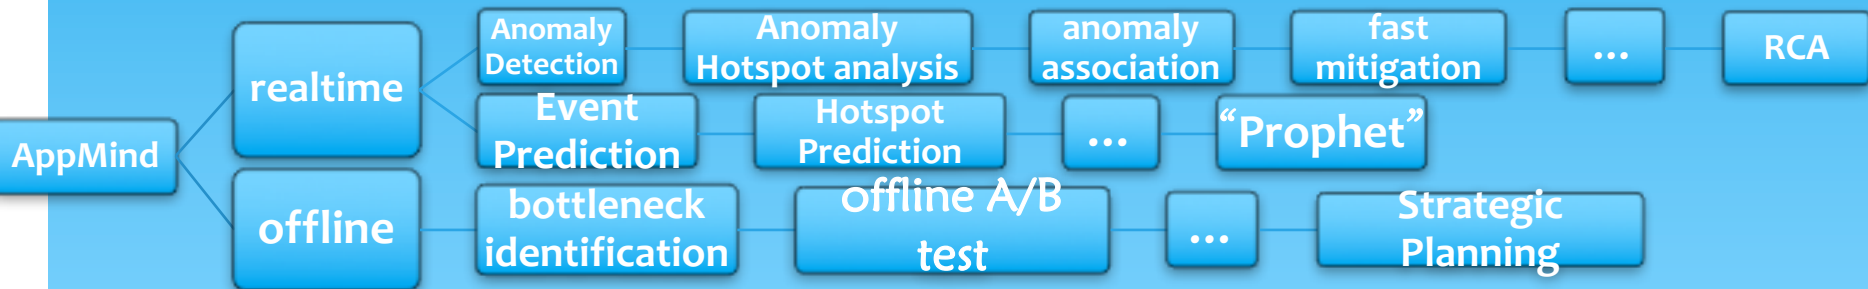 AppMind
realtime
Anomaly
Detection
Anomaly
Hotspot analysis
anomaly
association
fast
mitigation
...
RCA
Event
Prediction
Hotspot
Prediction
...
“Prophet”
offline
bottleneck
identification
offline A/B
test
...
Strategic
Planning